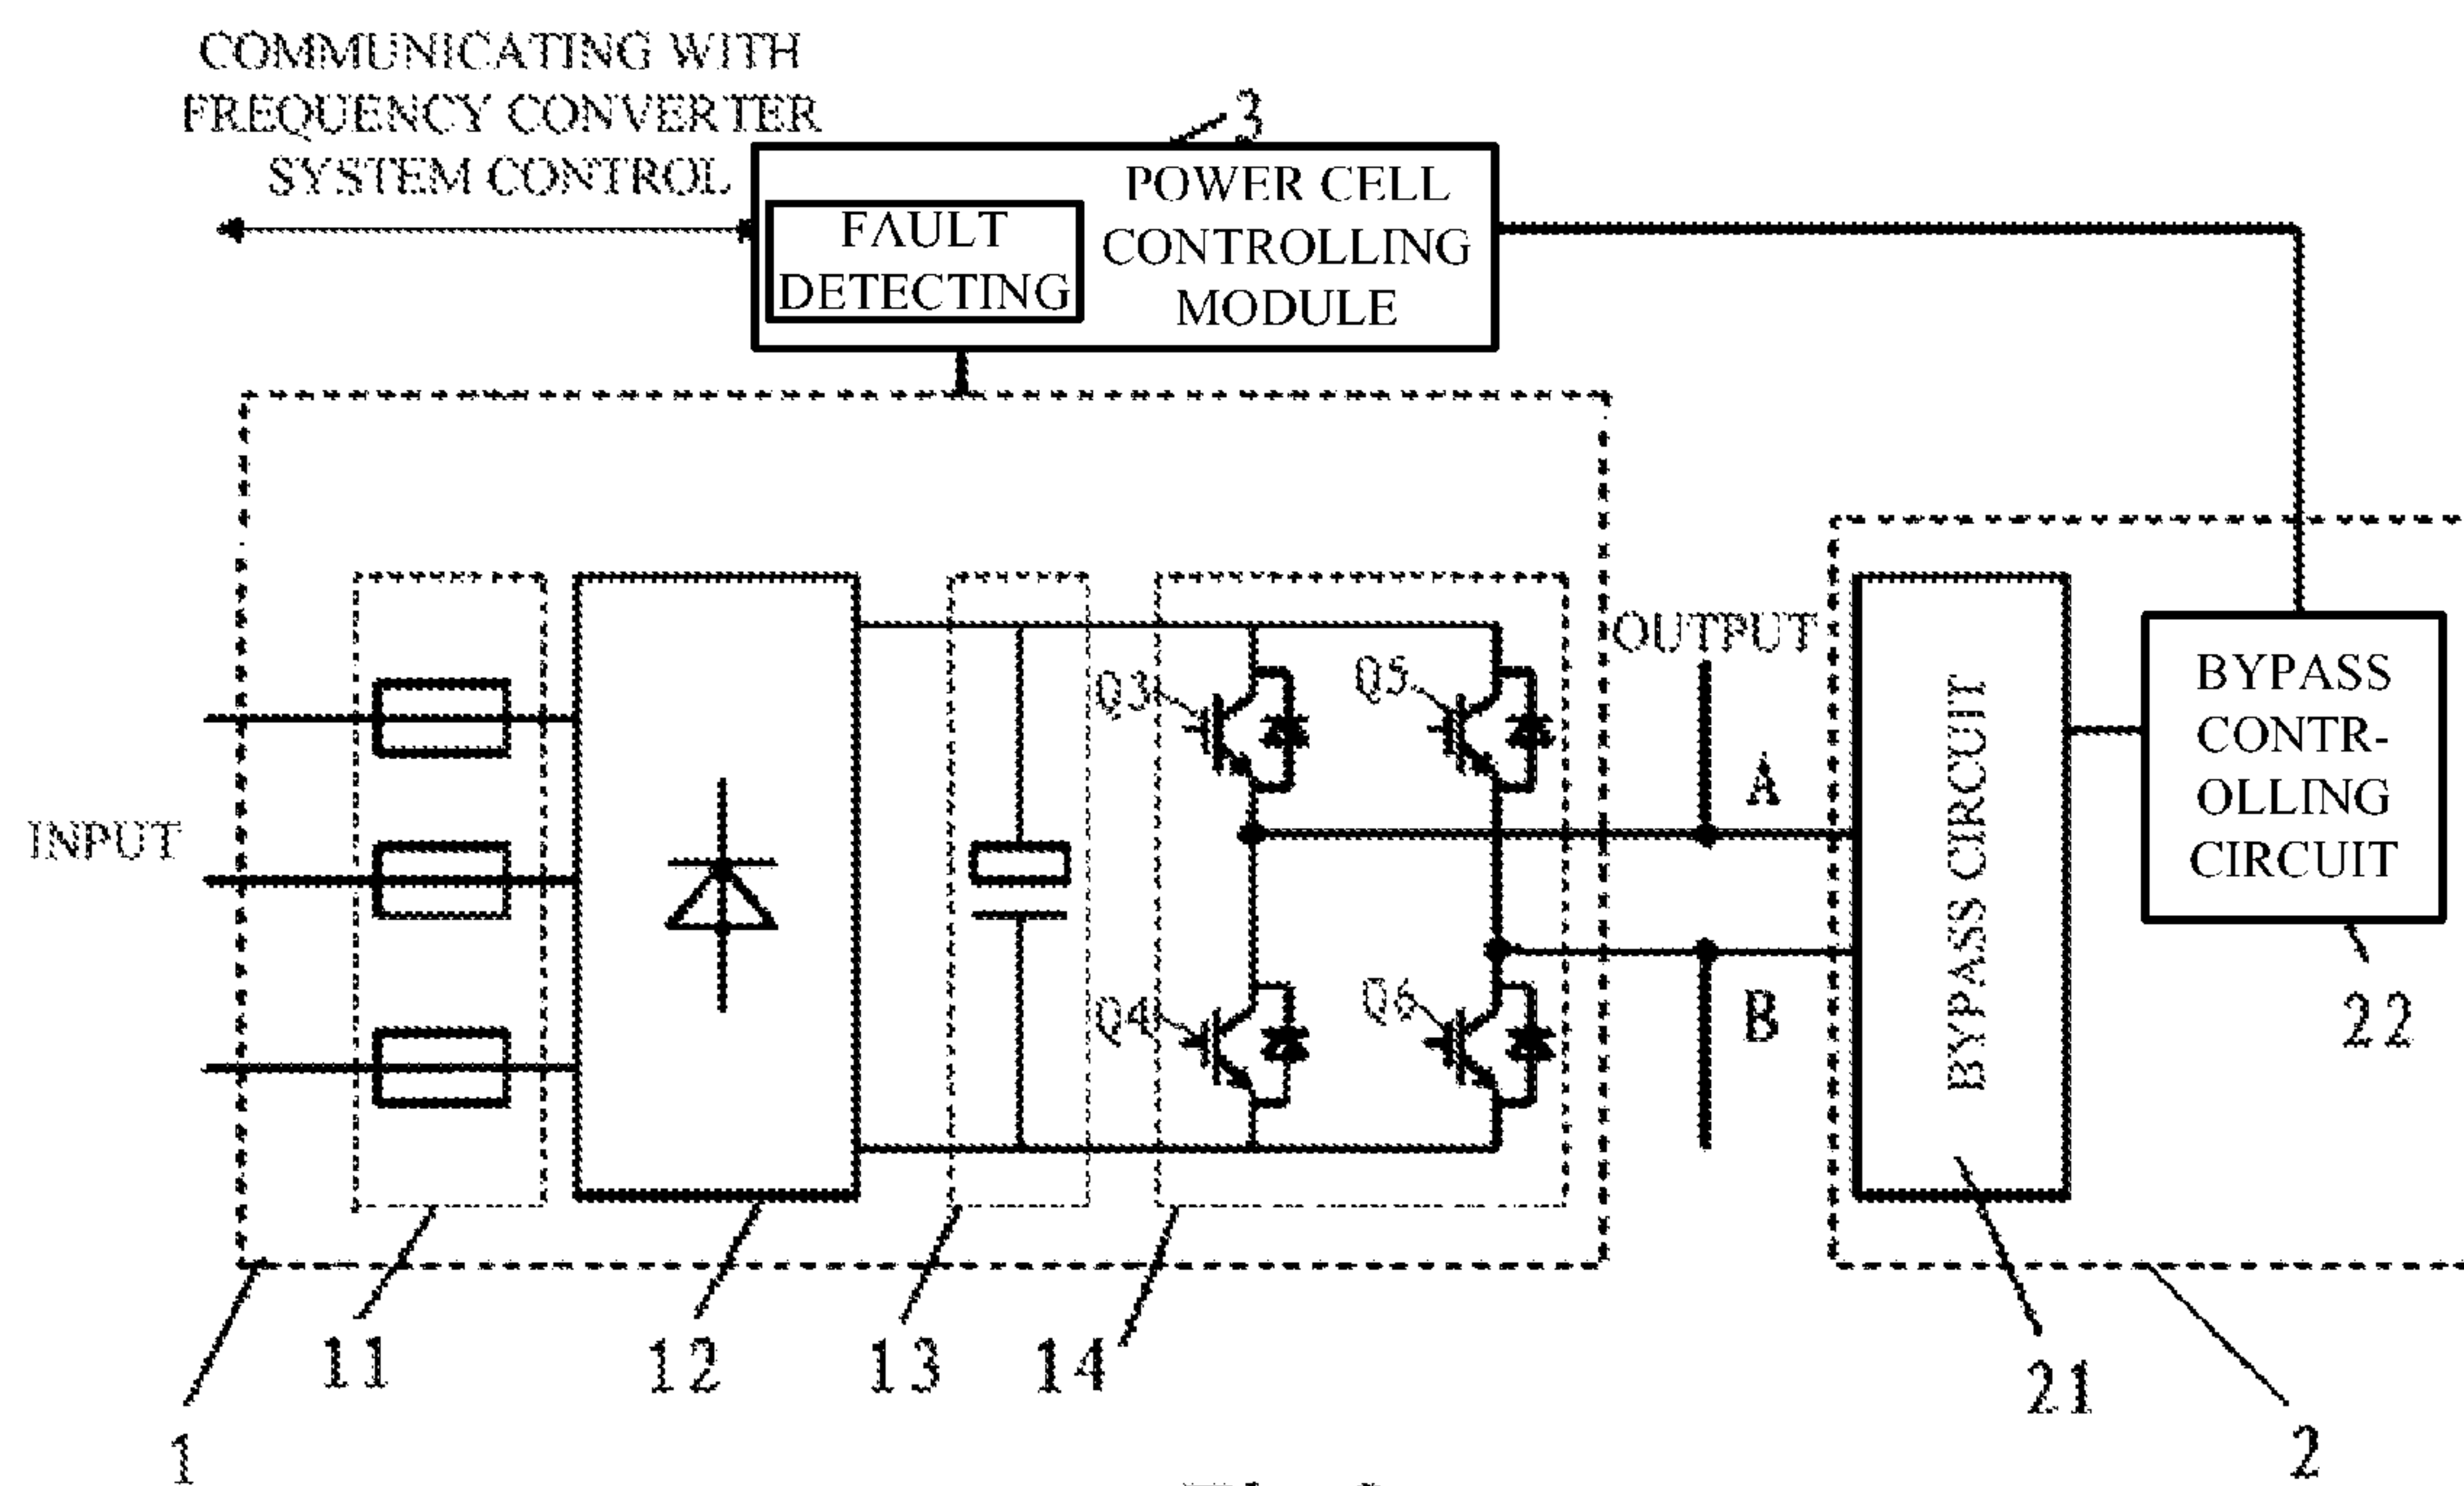 COMMUNICATING WITH
FREQUENCY CONVERTER
SYSTEM CONTROL
3
POWER CELL
CONTROLLING
MODULE
FAULT
DETECTING
OUTPUT
Q3
Q5
A
BYPASS CIRCUIT
BYPASS
CONTR-
OLLING
CIRCUIT
INPUT
Q4
Q6
B
22
11
12
13
14
21
1
2